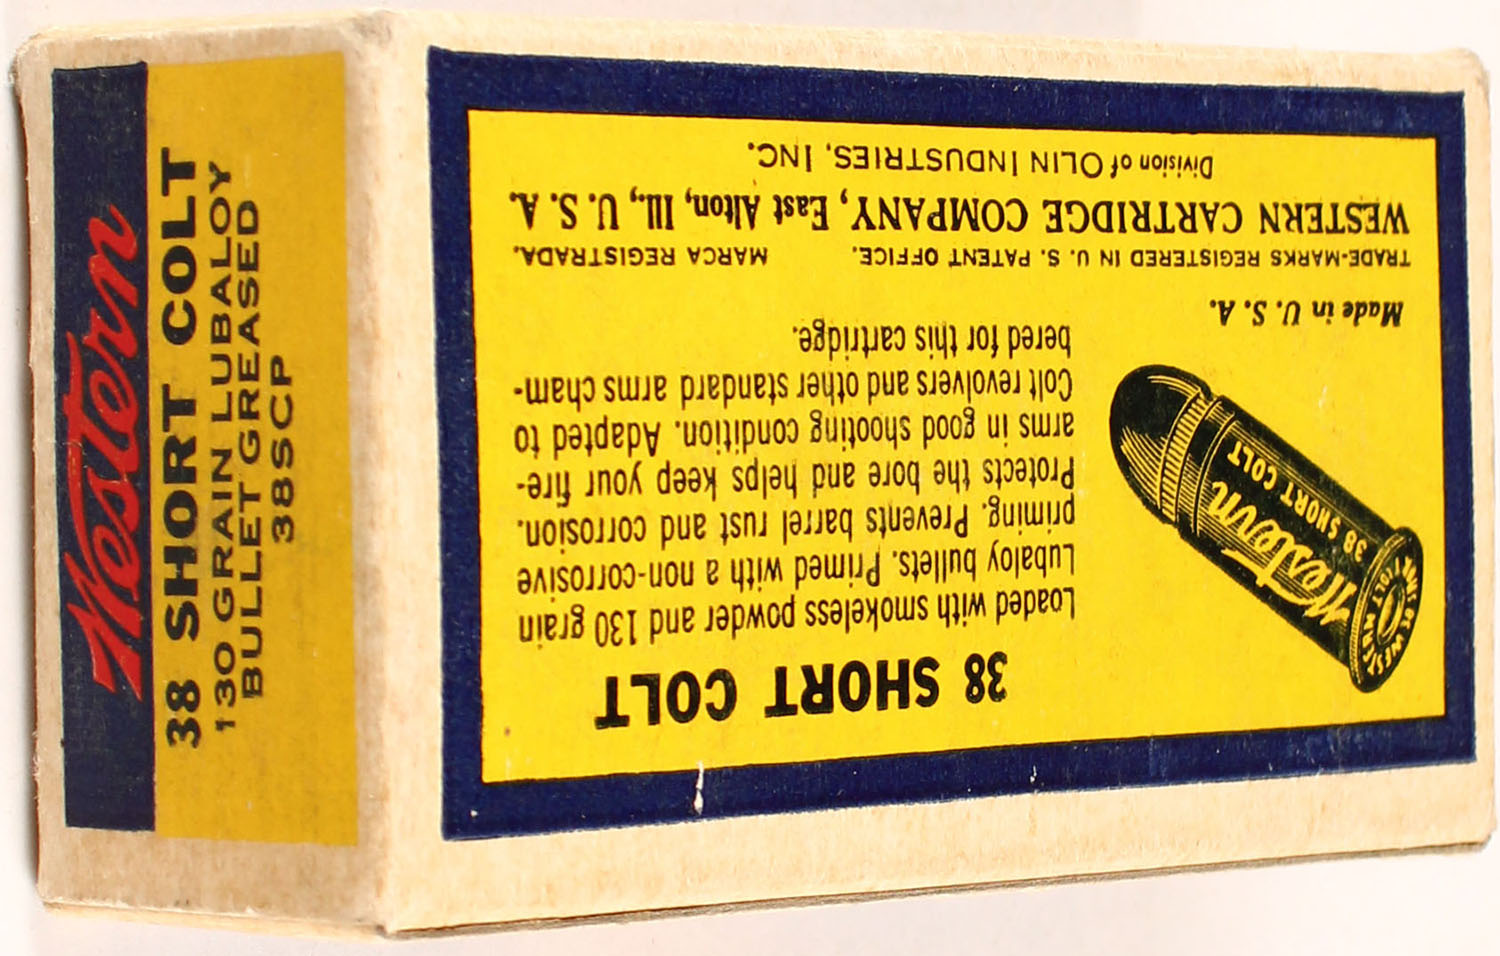 Western
38 SHORT COLT
130 GRAIN LUBALOY
BULLET GREASED
38SCP
38 SHORT COLT
Loaded with smokeless powder and 130 grain
Lubaloy bullets. Primed with a non-corrosive
priming. Prevents barrel rust and corrosion.
Protects the bore and helps keep your fire-
arms in good shooting condition. Adapted to
Colt revolvers and other standard arms cham-
bered for this cartridge.
Western
38 SHORT COLT
Made in U. S. A.
TRADE-MARKS REGISTERED IN U. S. PATENT OFFICE. MARCA REGISTRADA.
WESTERN CARTRIDGE COMPANY, East Alton, Ill., U. S. A.
Division of OLIN INDUSTRIES, INC.